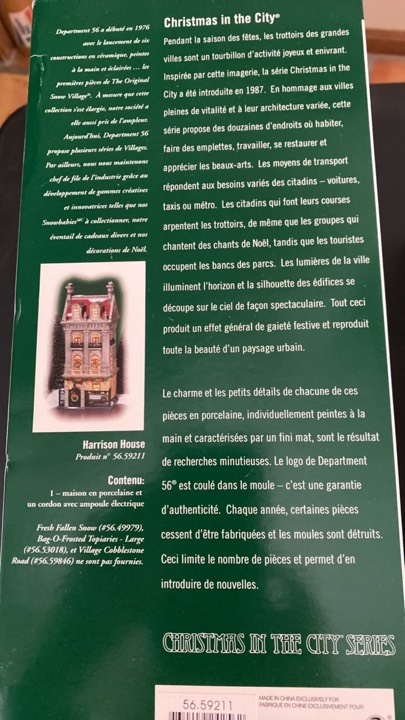 Department 56 a débuté en 1976
avec le lancement de six
constructions en céramique, peintes
à la main et éclairées ... les
premières pièces de The Original
Snow Village®. À mesure que cette
collection s'est élargie, notre société a
elle aussi pris de l'ampleur.
Aujourd'hui, Department 56
propose plusieurs séries de Villages.
Par ailleurs, nous nous maintenons
chef de file de l'industrie grâce au
développement de gammes créatives
et innovatrices telles que nos
Snowbabies MC à collectionner, notre
éventail de cadeaux divers et nos
décorations de Noël.
Harrison House
Produit n° 56.59211
Contenu:
1 – maison en porcelaine et
un cordon avec ampoule électrique
Fresh Fallen Snow (#56.49979),
Bag-O-Frosted Topiaries - Large
(#56.53018), et Village Cobblestone
Road (#56.59846) ne sont pas fournies.
Christmas in the City®
Pendant la saison des fêtes, les trottoirs des grandes
villes sont un tourbillon d'activité joyeux et enivrant.
Inspirée par cette imagerie, la série Christmas in the
City a été introduite en 1987. En hommage aux villes
pleines de vitalité et à leur architecture variée, cette
série propose des douzaines d'endroits où habiter,
faire des emplettes, travailler, se restaurer et
apprécier les beaux-arts. Les moyens de transport
répondent aux besoins variés des citadins – voitures,
taxis ou métro. Les citadins qui font leurs courses
arpentent les trottoirs, de même que les groupes qui
chantent des chants de Noël, tandis que les touristes
occupent les bancs des parcs. Les lumières de la ville
illuminent l'horizon et la silhouette des édifices se
découpe sur le ciel de façon spectaculaire. Tout ceci
produit un effet général de gaieté festive et reproduit
toute la beauté d'un paysage urbain.
Le charme et les petits détails de chacune de ces
pièces en porcelaine, individuellement peintes à la
main et caractérisées par un fini mat, sont le résultat
de recherches minutieuses. Le logo de Department
56® est coulé dans le moule – c'est une garantie
d'authenticité. Chaque année, certaines pièces
cessent d'être fabriquées et les moules sont détruits.
Ceci limite le nombre de pièces et permet d'en
introduire de nouvelles.
CHRISTMAS IN THE CITY SERIES
56.59211
MADE IN CHINA EXCLUSIVELY FOR
FABRIQUÉ EN CHINE EXCLUSIVEMENT POUR